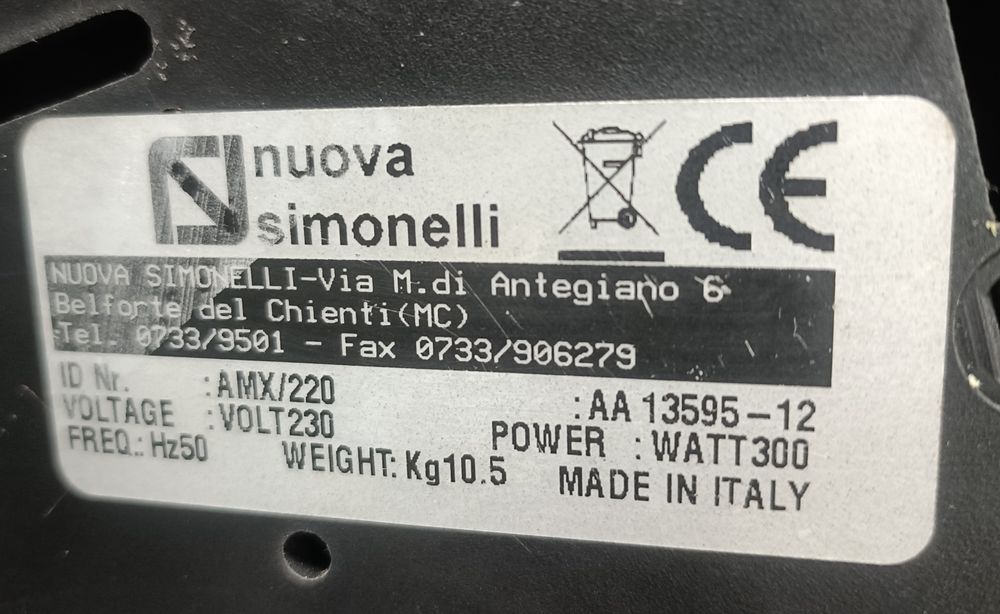 nuova
simonelli
CE
NUOVA SIMONELLI-Via M.di Antegiano 6
Belforte del Chienti(MC)
Tel. 0733/9501 - Fax 0733/906279
ID Nr. :AMX/220 :AA 13595-12
VOLTAGE :VOLT230 POWER :WATT300
FREQ.: Hz50 WEIGHT: Kg10.5 MADE IN ITALY